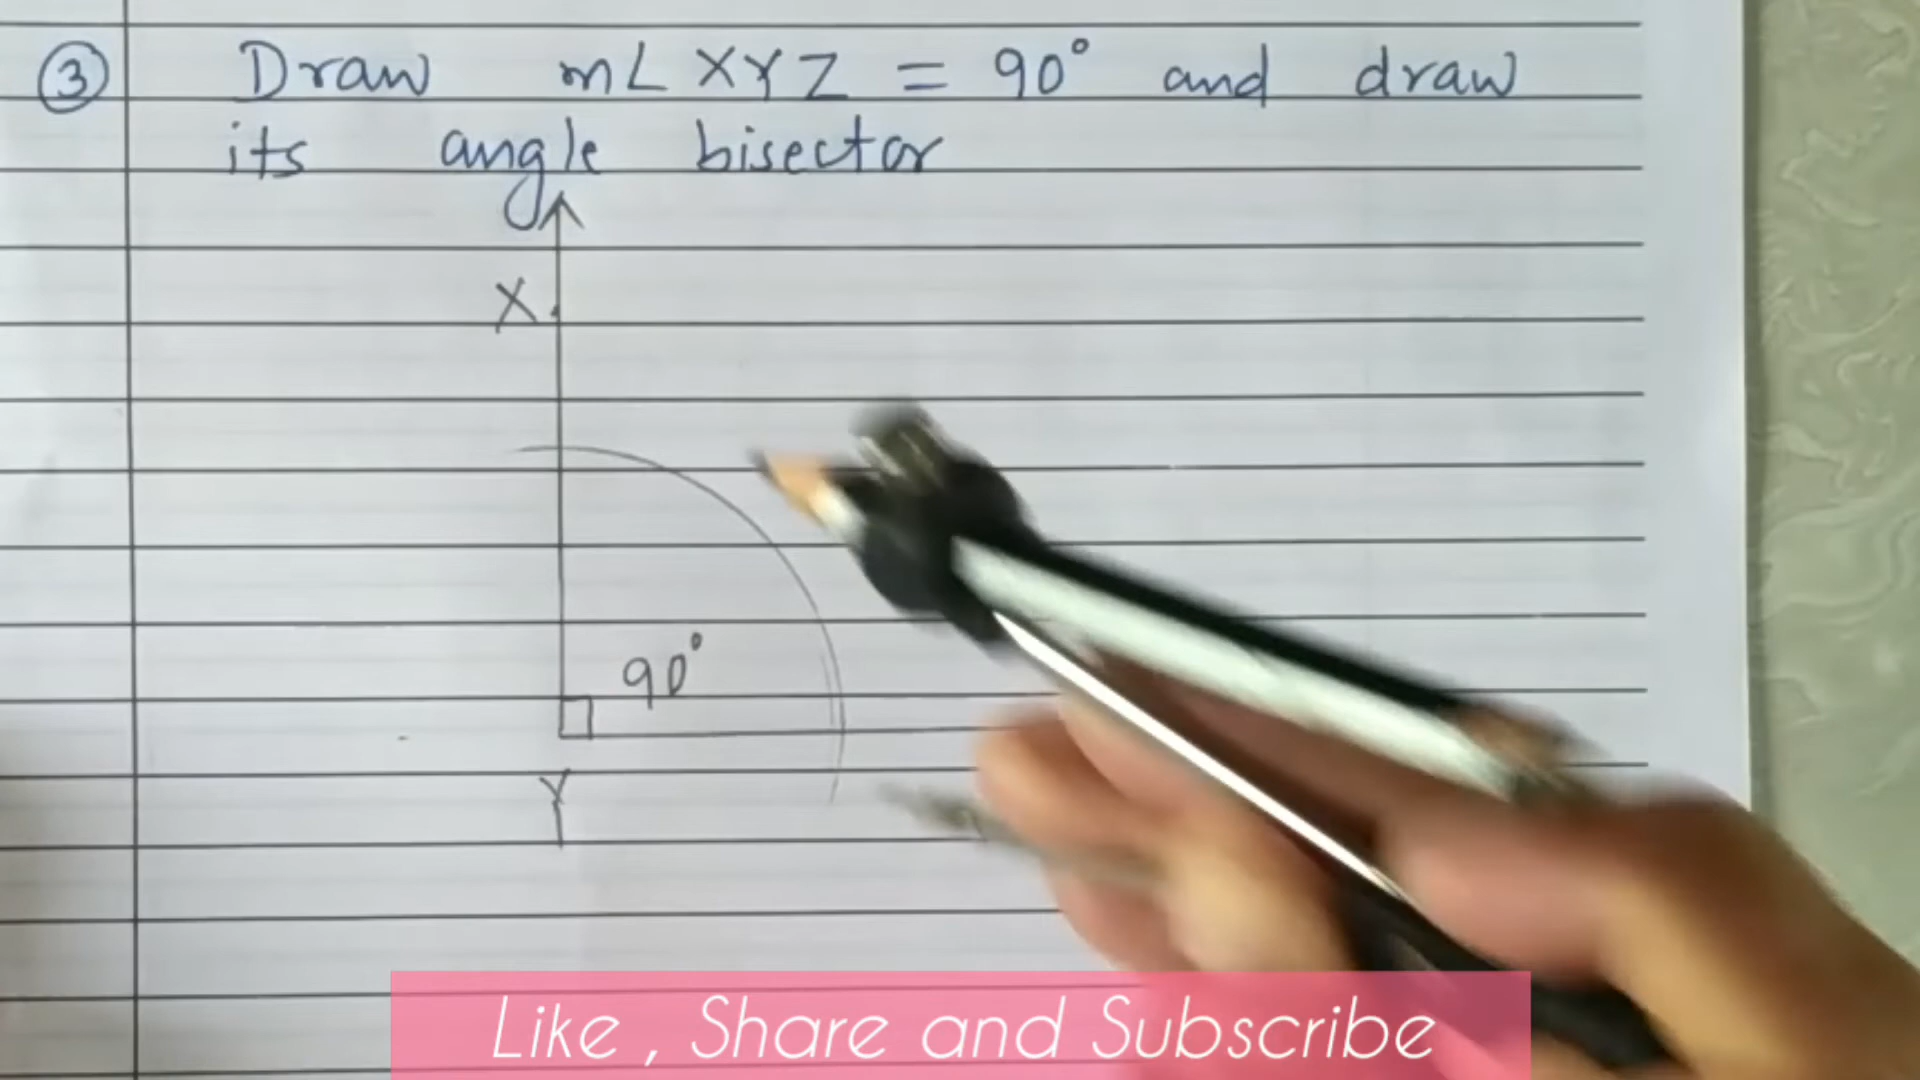 ③ Draw m∠XYZ = 90° and draw
its angle bisector
X
90°
Y
Like, Share and Subscribe